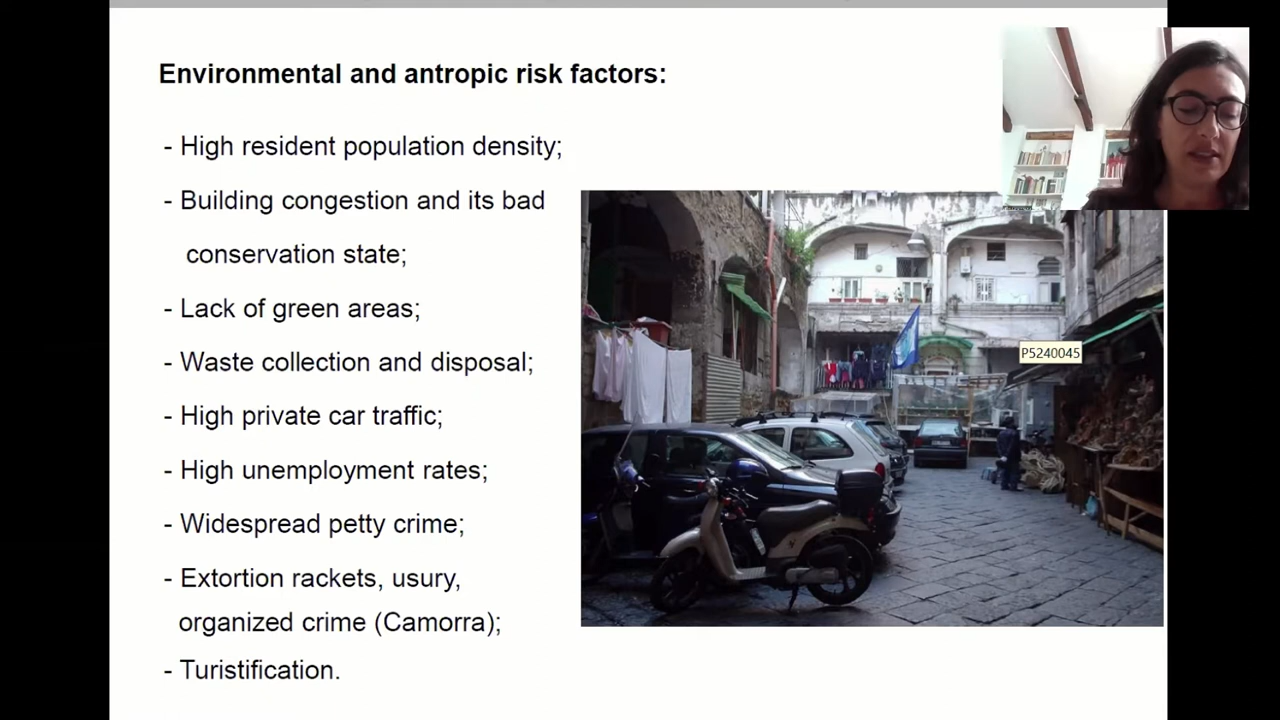 Environmental and antropic risk factors:
- High resident population density;
- Building congestion and its bad
conservation state;
- Lack of green areas;
- Waste collection and disposal;
- High private car traffic;
- High unemployment rates;
- Widespread petty crime;
- Extortion rackets, usury,
organized crime (Camorra);
- Turistification.
P5240045